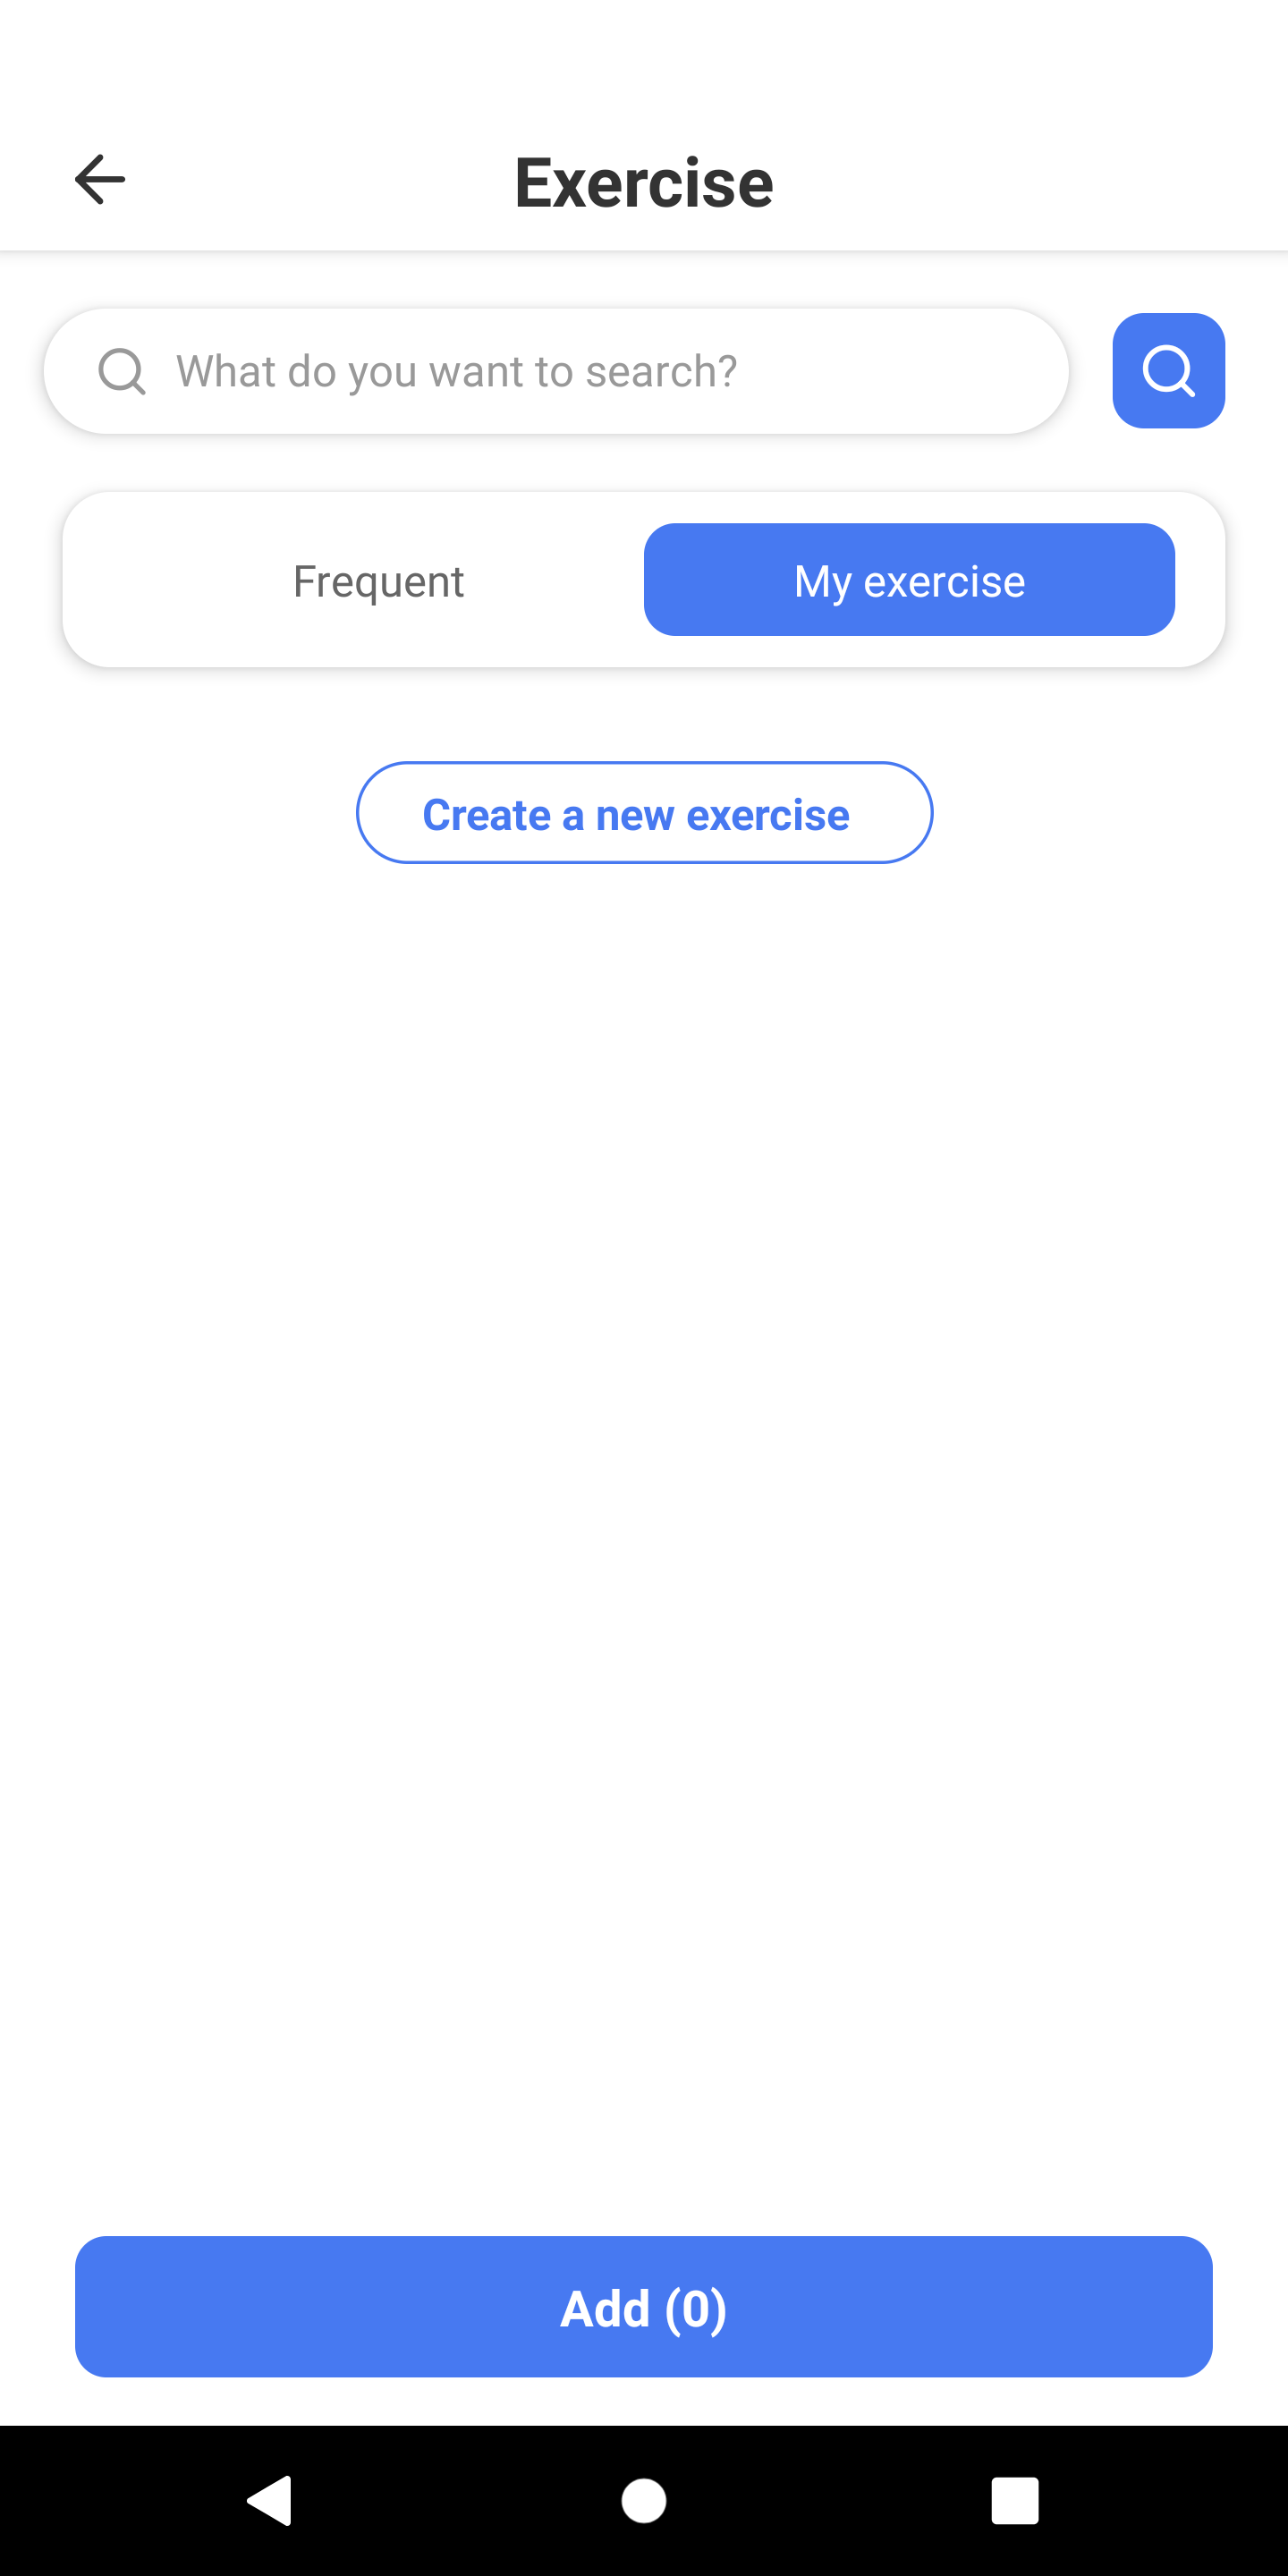 Exercise
What do you want to search?
Frequent
My exercise
Create a new exercise
Add (0)